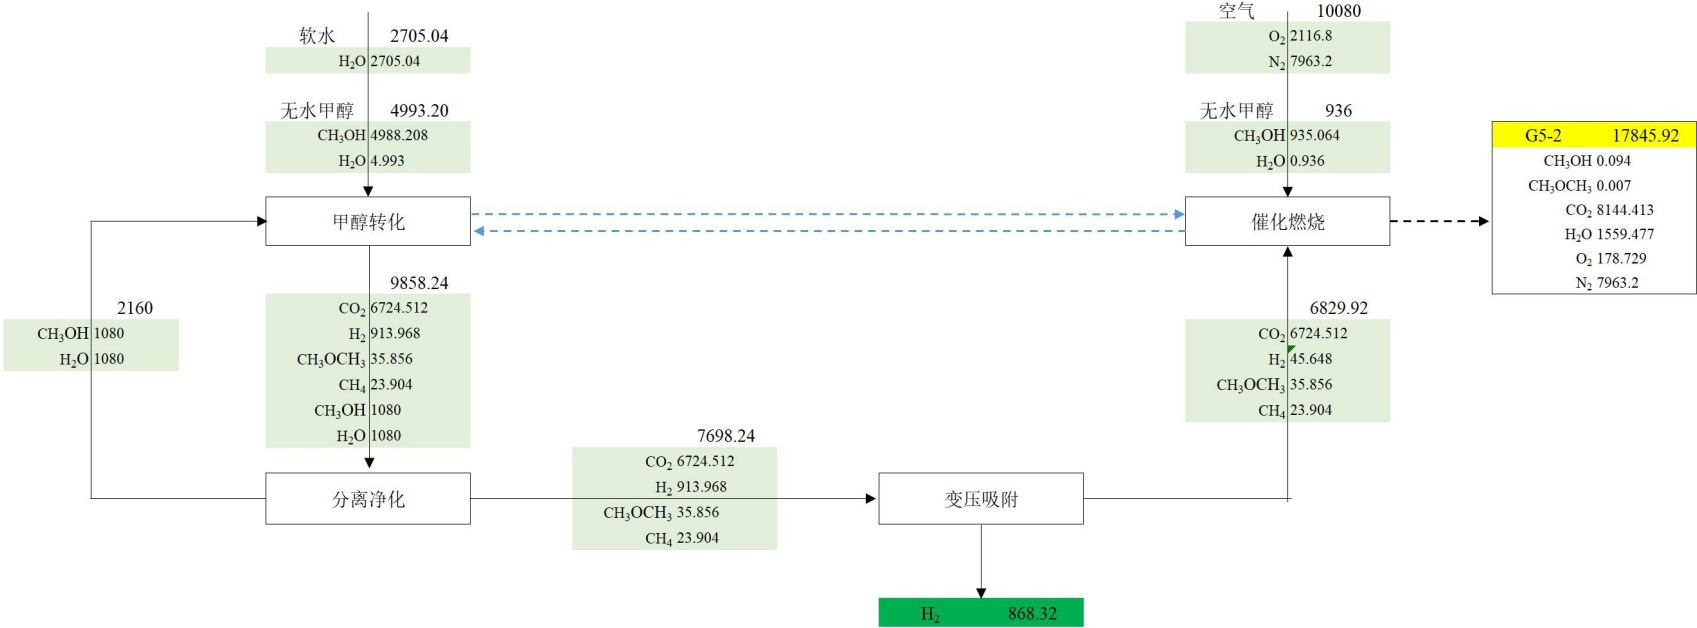 软水 2705.04
H₂O 2705.04
无水甲醇 4993.20
CH₃OH 4988.208
H₂O 4.993
甲醇转化
2160
CH₃OH 1080
H₂O 1080
9858.24
CO₂ 6724.512
H₂ 913.968
CH₃OCH₃ 35.856
CH₄ 23.904
CH₃OH 1080
H₂O 1080
分离净化
7698.24
CO₂ 6724.512
H₂ 913.968
CH₃OCH₃ 35.856
CH₄ 23.904
变压吸附
H₂ 868.32
空气 10080
O₂ 2116.8
N₂ 7963.2
无水甲醇 936
CH₃OH 935.064
H₂O 0.936
催化燃烧
6829.92
CO₂ 6724.512
H₂ 45.648
CH₃OCH₃ 35.856
CH₄ 23.904
G5-2 17845.92
CH₃OH 0.094
CH₃OCH₃ 0.007
CO₂ 8144.413
H₂O 1559.477
O₂ 178.729
N₂ 7963.2